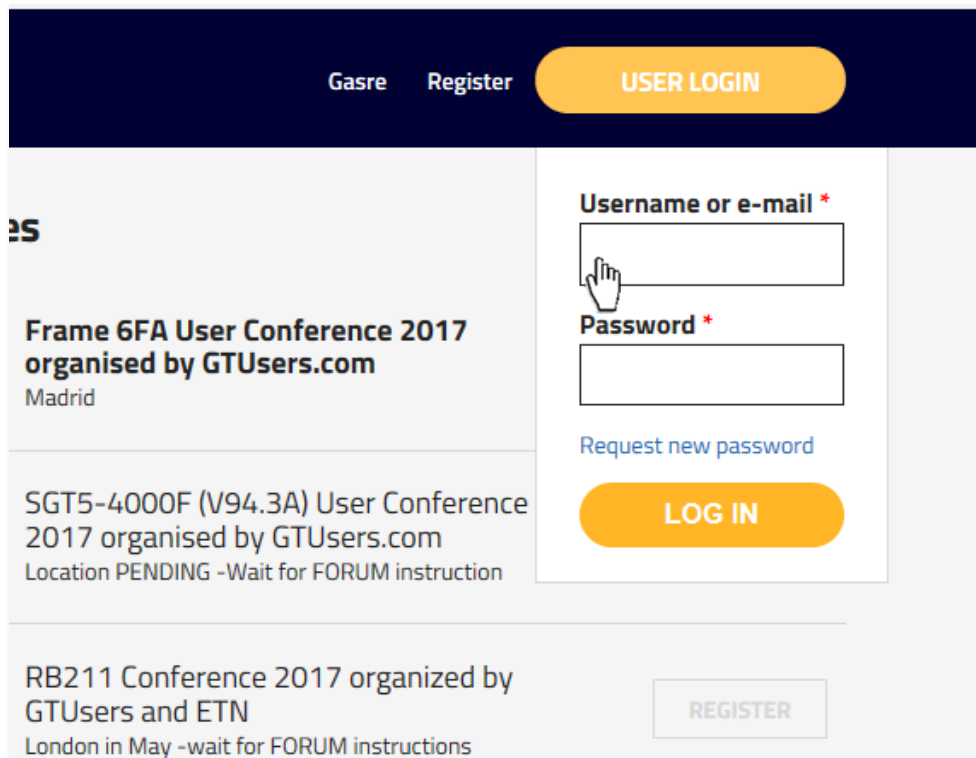 Gasre Register USER LOGIN
es
Username or e-mail *
Password *
Request new password
LOG IN
Frame 6FA User Conference 2017
organised by GTUsers.com
Madrid
SGT5-4000F (V94.3A) User Conference
2017 organised by GTUsers.com
Location PENDING -Wait for FORUM instruction
RB211 Conference 2017 organized by
GTUsers and ETN
London in May -wait for FORUM instructions
REGISTER